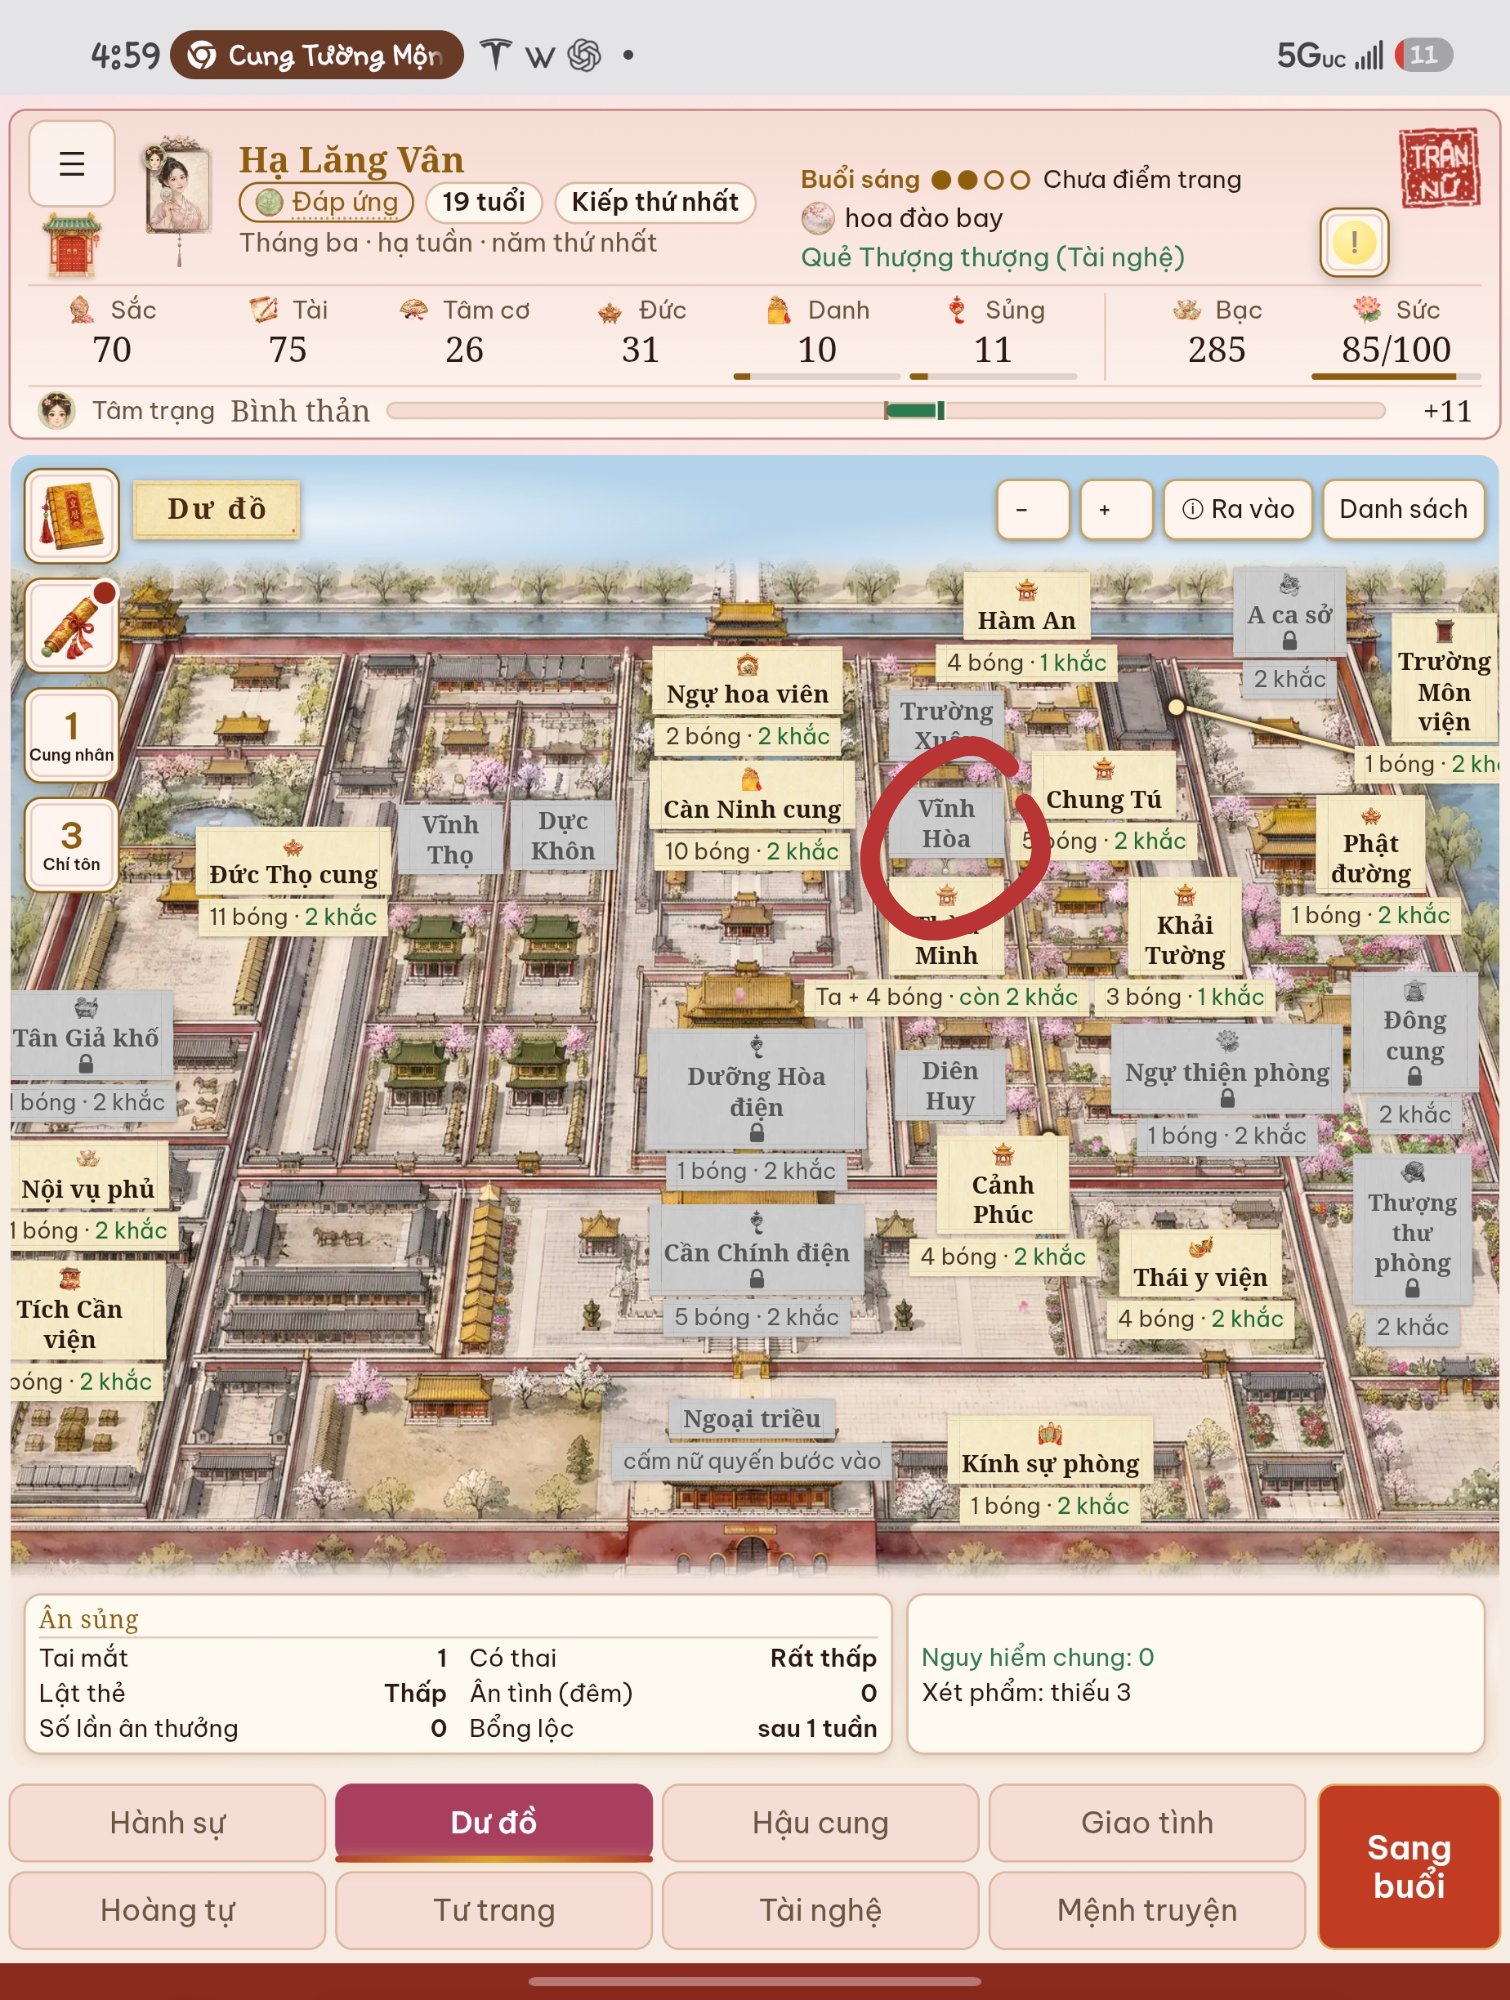 4:59 Cung Tường Mộn 5G UC 11
Hạ Lăng Vân
Đáp ứng 19 tuổi Kiếp thứ nhất
Tháng ba · hạ tuần · năm thứ nhất
Buổi sáng Chưa điểm trang
hoa đào bay
Quẻ Thượng thượng (Tài nghệ)
!
TRÂN
NỮ
Sắc Tài Tâm cơ Đức Danh Sủng Bạc Sức
70 75 26 31 10 11 285 85/100
Tâm trạng Bình thản +11
Dư đồ
- + Ra vào Danh sách
1
Cung nhân
3
Chí tôn
Hàm An
4 bóng · 1 khắc
A ca sở
2 khắc
Trường
Môn
viện
1 bóng · 2
Ngự hoa viên
2 bóng · 2 khắc
Trường
Càn Ninh cung
10 bóng · 2 khắc
Vĩnh
Hòa
Chung Tú
bóng · 2 khắc
Vĩnh
Thọ
Dực
Khôn
Đức Thọ cung
11 bóng · 2 khắc
Phật
đường
1 bóng · 2 khắc
Minh
Ta + 4 bóng · còn 2 khắc
Khải
Tường
3 bóng · 1 khắc
Tân Giả khố
bóng · 2 khắc
Dưỡng Hòa
điện
1 bóng · 2 khắc
Diên
Huy
Ngự thiện phòng
1 bóng · 2 khắc
Đông
cung
2 khắc
Nội vụ phủ
1 bóng · 2 khắc
Cần Chính điện
5 bóng · 2 khắc
Cảnh
Phúc
4 bóng · 2 khắc
Thái y viện
4 bóng · 2 khắc
Thượng
thư
phòng
2 khắc
Tích Cần
viện
bóng · 2 khắc
Ngoại triều
cấm nữ quyến bước vào
Kính sự phòng
1 bóng · 2 khắc
Ân sủng
Tai mắt 1 Có thai Rất thấp
Lật thẻ Thấp Ân tình (đêm) 0
Số lần ân thưởng 0 Bổng lộc sau 1 tuần
Nguy hiểm chung: 0
Xét phẩm: thiếu 3
Hành sự Dư đồ Hậu cung Giao tình
Hoàng tự Tư trang Tài nghệ Mệnh truyện
Sang
buổi